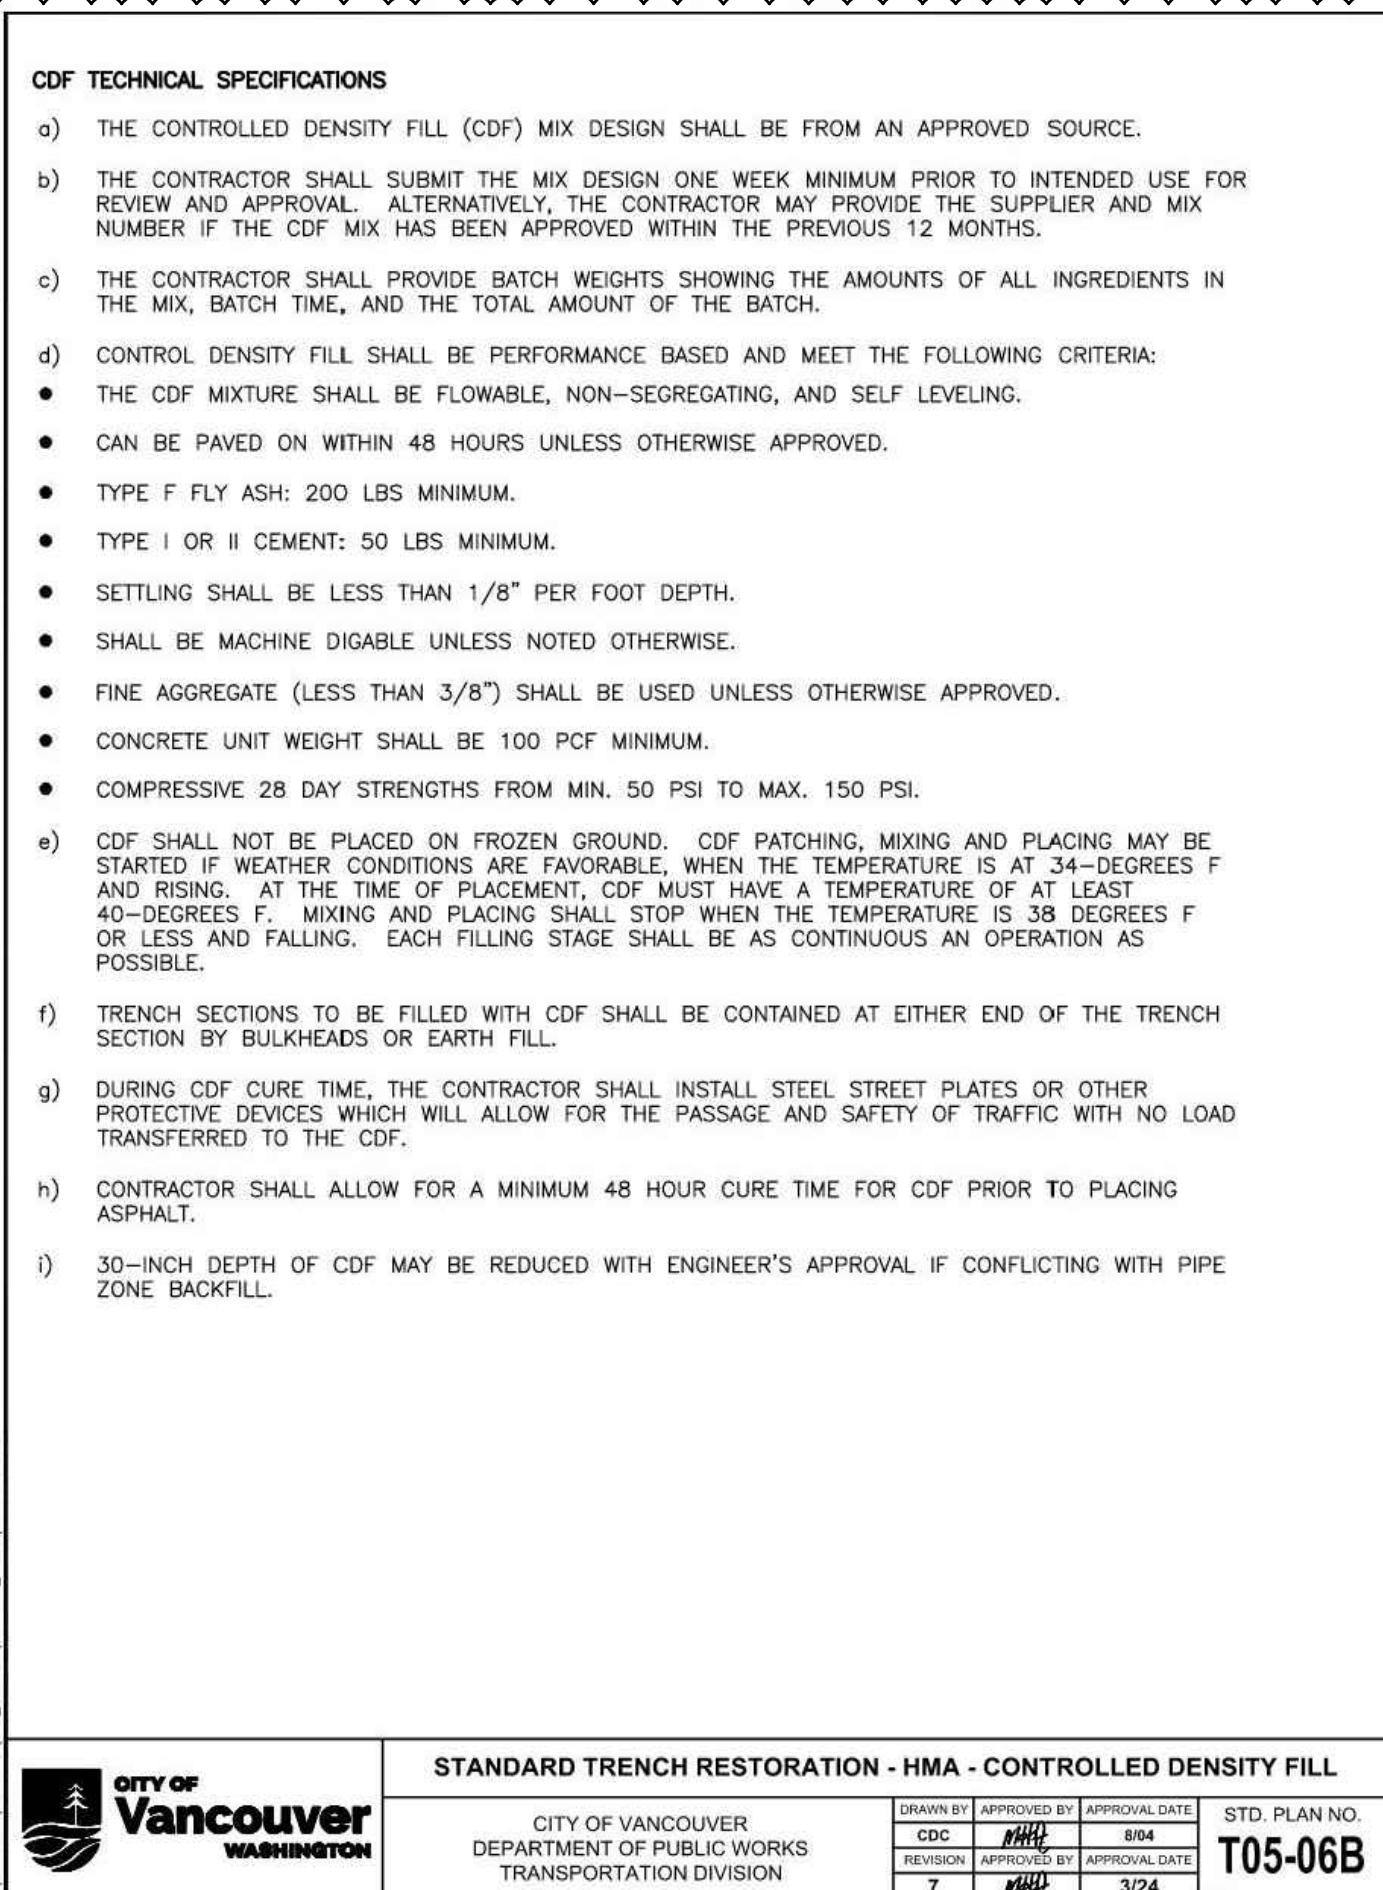 CDF TECHNICAL SPECIFICATIONS
a) THE CONTROLLED DENSITY FILL (CDF) MIX DESIGN SHALL BE FROM AN APPROVED SOURCE.
b) THE CONTRACTOR SHALL SUBMIT THE MIX DESIGN ONE WEEK MINIMUM PRIOR TO INTENDED USE FOR
REVIEW AND APPROVAL. ALTERNATIVELY, THE CONTRACTOR MAY PROVIDE THE SUPPLIER AND MIX
NUMBER IF THE CDF MIX HAS BEEN APPROVED WITHIN THE PREVIOUS 12 MONTHS.
c) THE CONTRACTOR SHALL PROVIDE BATCH WEIGHTS SHOWING THE AMOUNTS OF ALL INGREDIENTS IN
THE MIX, BATCH TIME, AND THE TOTAL AMOUNT OF THE BATCH.
d) CONTROL DENSITY FILL SHALL BE PERFORMANCE BASED AND MEET THE FOLLOWING CRITERIA:
● THE CDF MIXTURE SHALL BE FLOWABLE, NON-SEGREGATING, AND SELF LEVELING.
● CAN BE PAVED ON WITHIN 48 HOURS UNLESS OTHERWISE APPROVED.
● TYPE F FLY ASH: 200 LBS MINIMUM.
● TYPE I OR II CEMENT: 50 LBS MINIMUM.
● SETTLING SHALL BE LESS THAN 1/8" PER FOOT DEPTH.
● SHALL BE MACHINE DIGABLE UNLESS NOTED OTHERWISE.
● FINE AGGREGATE (LESS THAN 3/8") SHALL BE USED UNLESS OTHERWISE APPROVED.
● CONCRETE UNIT WEIGHT SHALL BE 100 PCF MINIMUM.
● COMPRESSIVE 28 DAY STRENGTHS FROM MIN. 50 PSI TO MAX. 150 PSI.
e) CDF SHALL NOT BE PLACED ON FROZEN GROUND. CDF PATCHING, MIXING AND PLACING MAY BE
STARTED IF WEATHER CONDITIONS ARE FAVORABLE, WHEN THE TEMPERATURE IS AT 34-DEGREES F
AND RISING. AT THE TIME OF PLACEMENT, CDF MUST HAVE A TEMPERATURE OF AT LEAST
40-DEGREES F. MIXING AND PLACING SHALL STOP WHEN THE TEMPERATURE IS 38 DEGREES F
OR LESS AND FALLING. EACH FILLING STAGE SHALL BE AS CONTINUOUS AN OPERATION AS
POSSIBLE.
f) TRENCH SECTIONS TO BE FILLED WITH CDF SHALL BE CONTAINED AT EITHER END OF THE TRENCH
SECTION BY BULKHEADS OR EARTH FILL.
g) DURING CDF CURE TIME, THE CONTRACTOR SHALL INSTALL STEEL STREET PLATES OR OTHER
PROTECTIVE DEVICES WHICH WILL ALLOW FOR THE PASSAGE AND SAFETY OF TRAFFIC WITH NO LOAD
TRANSFERRED TO THE CDF.
h) CONTRACTOR SHALL ALLOW FOR A MINIMUM 48 HOUR CURE TIME FOR CDF PRIOR TO PLACING
ASPHALT.
i) 30-INCH DEPTH OF CDF MAY BE REDUCED WITH ENGINEER'S APPROVAL IF CONFLICTING WITH PIPE
ZONE BACKFILL.
CITY OF
Vancouver
WASHINGTON
STANDARD TRENCH RESTORATION - HMA - CONTROLLED DENSITY FILL
CITY OF VANCOUVER
DEPARTMENT OF PUBLIC WORKS
TRANSPORTATION DIVISION
DRAWN BY APPROVED BY APPROVAL DATE
CDC 8/04
REVISION APPROVED BY APPROVAL DATE
7 3/24
STD. PLAN NO.
T05-06B